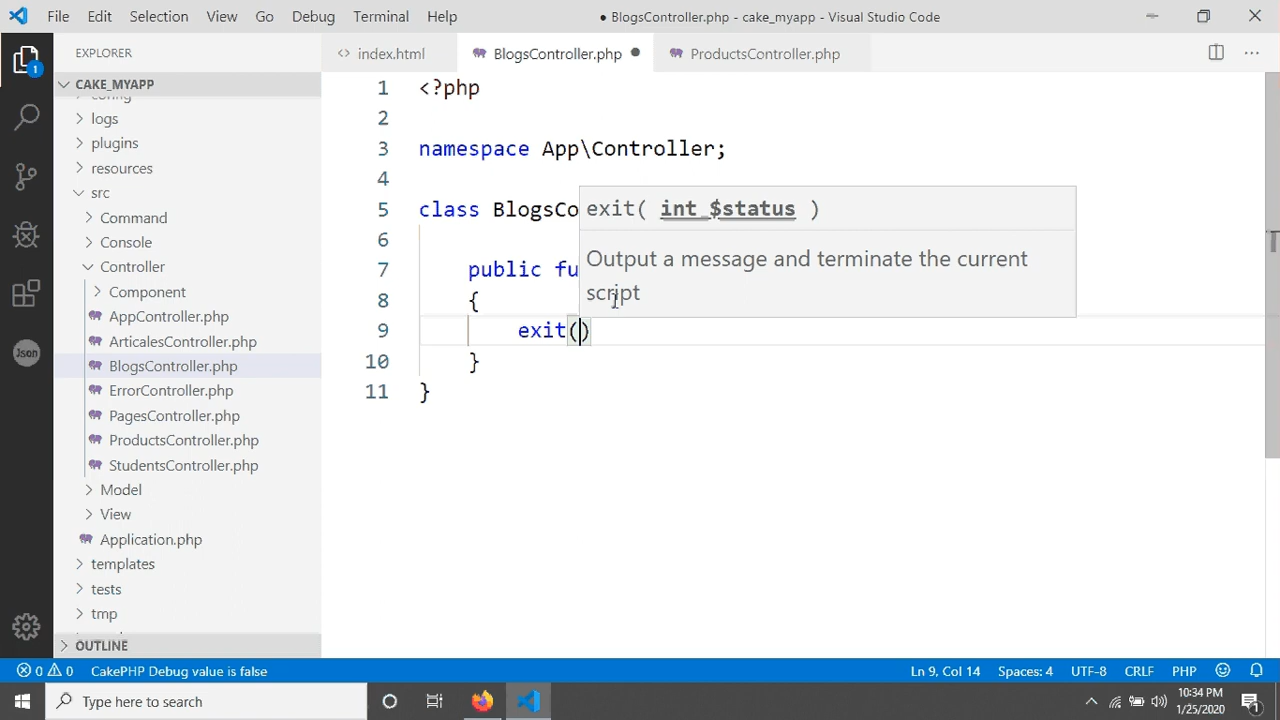 File Edit Selection View Go Debug Terminal Help
● BlogsController.php - cake_myapp - Visual Studio Code
EXPLORER
index.html
BlogsController.php
ProductsController.php
1
CAKE_MYAPP
config
logs
plugins
resources
src
Command
Console
Controller
Component
AppController.php
ArticalesController.php
BlogsController.php
ErrorController.php
PagesController.php
ProductsController.php
StudentsController.php
Model
View
Application.php
templates
tests
tmp
OUTLINE
Json
1 <?php
2
3 namespace App\Controller;
4
5 class BlogsCo
6
7 public fu
8 {
9 exit()
10 }
11 }
exit( int $status )
Output a message and terminate the current
script
0 0 CakePHP Debug value is false
Ln 9, Col 14 Spaces: 4 UTF-8 CRLF PHP
Type here to search
10:34 PM
1/25/2020
1